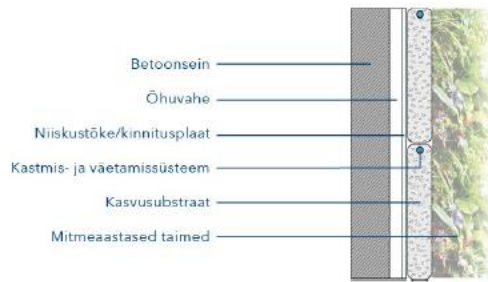 Betoonsein
Õhuvahe
Niiskustõke/kinnitusplaat
Kastmis- ja väetamissüsteem
Kasvusubstraat
Mitmeaastased taimed